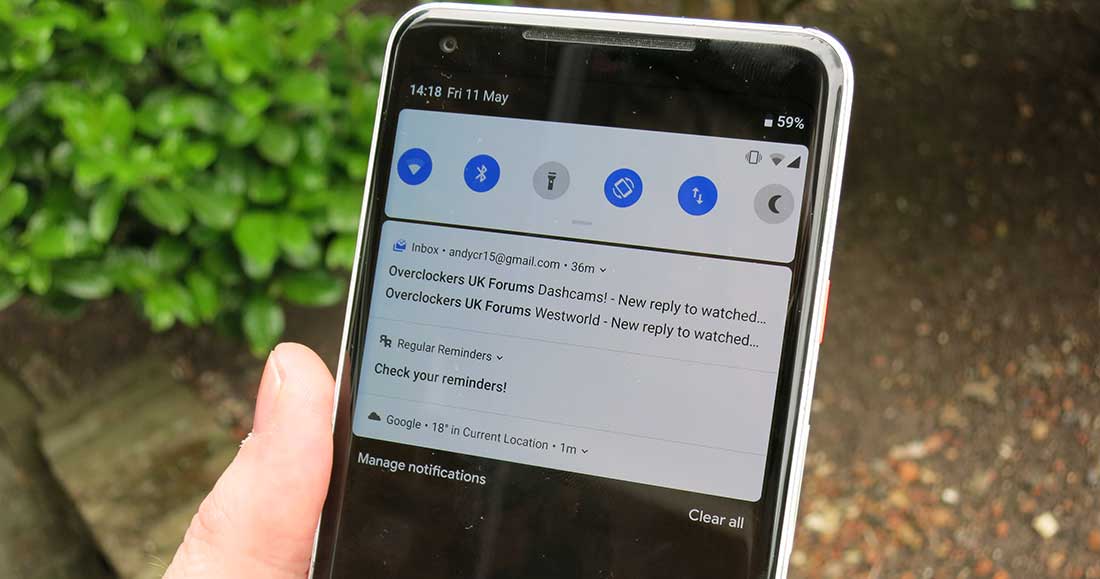 14:18 Fri 11 May
59%
Inbox • andycr15@gmail.com • 36m
Overclockers UK Forums Dashcams! - New reply to watched...
Overclockers UK Forums Westworld - New reply to watched...
Regular Reminders
Check your reminders!
Google • 18° in Current Location • 1m
Manage notifications
Clear all